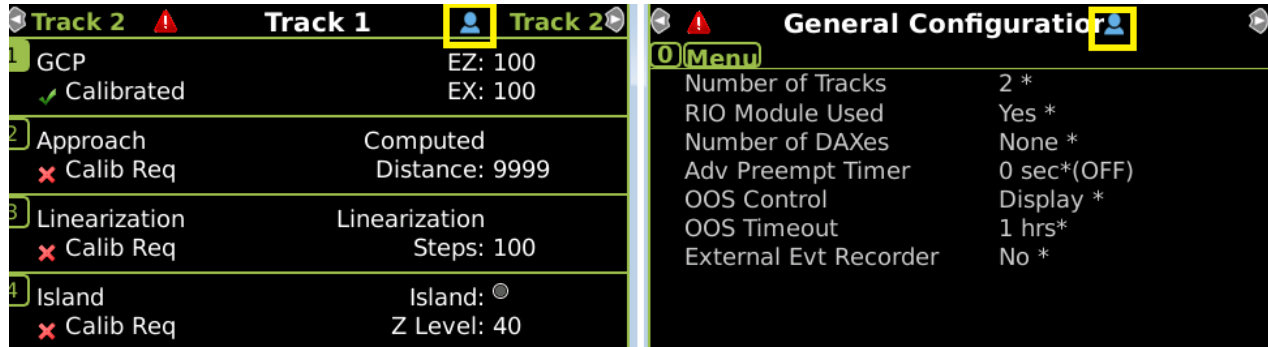 Track 2 Track 1 Track 2
1 GCP EZ: 100
Calibrated EX: 100
2 Approach Computed
Calib Req Distance: 9999
3 Linearization Linearization
Calib Req Steps: 100
4 Island Island:
Calib Req Z Level: 40
General Configuration
0 Menu
Number of Tracks 2 *
RIO Module Used Yes *
Number of DAXes None *
Adv Preempt Timer 0 sec*(OFF)
OOS Control Display *
OOS Timeout 1 hrs*
External Evt Recorder No *